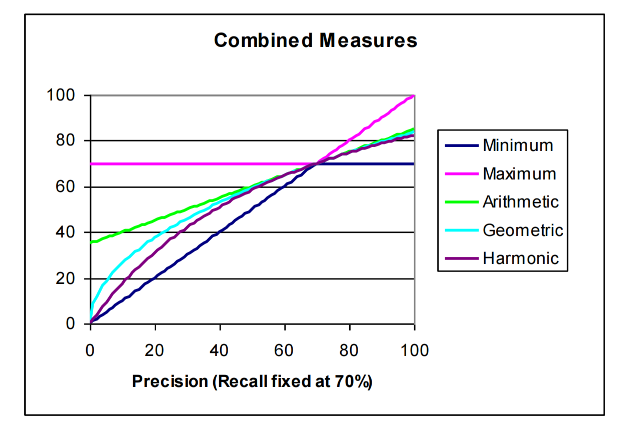 Combined Measures
100
80
60
40
20
0
0 20 40 60 80 100
Precision (Recall fixed at 70%)
Minimum
Maximum
Arithmetic
Geometric
Harmonic